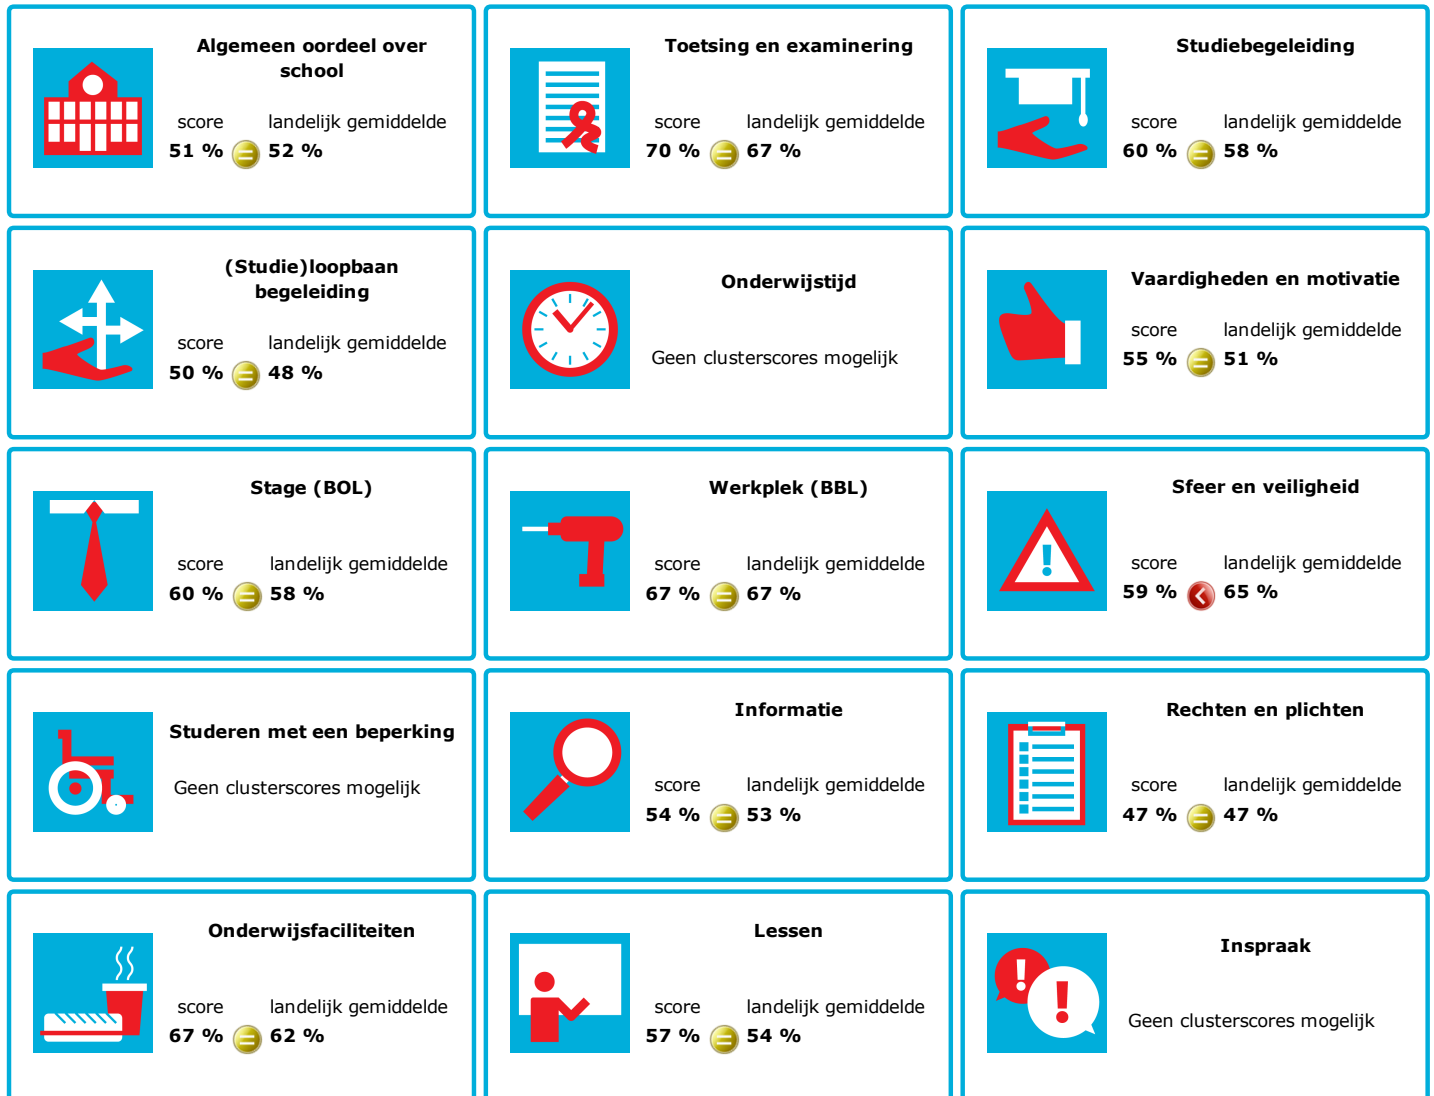 Algemeen oordeel over
school
score landelijk gemiddelde
51 % = 52 %
Toetsing en examinering
score landelijk gemiddelde
70 % = 67 %
Studiebegeleiding
score landelijk gemiddelde
60 % = 58 %
(Studie)loopbaan
begeleiding
score landelijk gemiddelde
50 % = 48 %
Onderwijstijd
Geen clusterscores mogelijk
Vaardigheden en motivatie
score landelijk gemiddelde
55 % = 51 %
Stage (BOL)
score landelijk gemiddelde
60 % = 58 %
Werkplek (BBL)
score landelijk gemiddelde
67 % = 67 %
Sfeer en veiligheid
!
score landelijk gemiddelde
59 % < 65 %
Studeren met een beperking
Geen clusterscores mogelijk
Informatie
score landelijk gemiddelde
54 % = 53 %
Rechten en plichten
score landelijk gemiddelde
47 % = 47 %
Onderwijsfaciliteiten
score landelijk gemiddelde
67 % = 62 %
Lessen
score landelijk gemiddelde
57 % = 54 %
Inspraak
! !
Geen clusterscores mogelijk